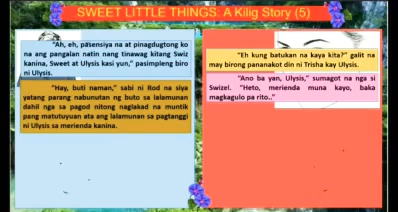 SWEET LITTLE THINGS: A Kilig Story (5)
"Ah, eh, pasensiya na at pinagdugtong ko
na ang pangalan natin nang tinawag kitang Swiz
kanina, Sweet at Ulysis kasi yun," pasimpleng biro
ni Ulysis.
"Hay, buti naman," sabi ni Rod na siya
yatang parang nabunutan ng buto sa lalamunan
dahil nga sa pagod nitong naglakad na muntik
pang matutuyuan ata ang lalamunan sa pagtanggi
ni Ulysis sa merienda kanina.
"Eh kung batukan na kaya kita?" galit na
may birong pananakot din ni Trisha kay Ulysis.
"Ano ba yan, Ulysis," sumagot na nga si
Swizel. "Heto, merienda muna kayo, baka
magkagulo pa rito.."